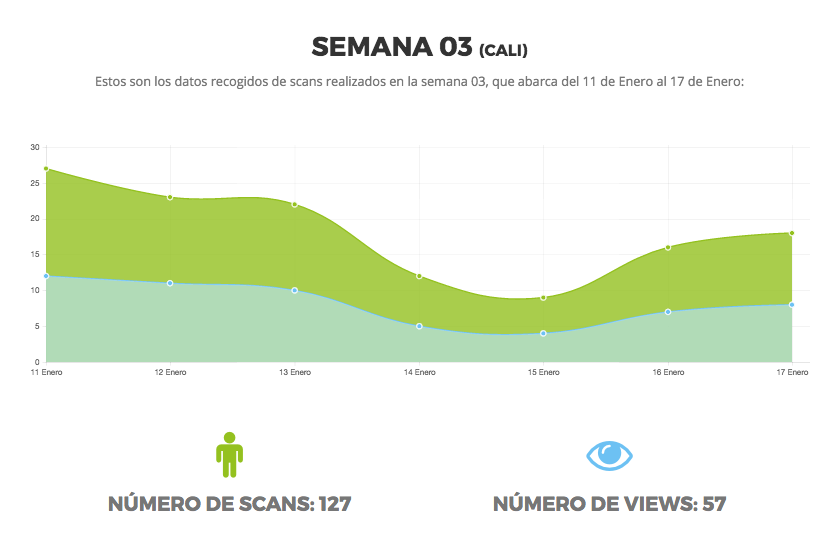 SEMANA 03 (CALI)
Estos son los datos recogidos de scans realizados en la semana 03, que abarca del 11 de Enero al 17 de Enero:
30
25
20
15
10
5
0
11 Enero 12 Enero 13 Enero 14 Enero 15 Enero 16 Enero 17 Enero
NÚMERO DE SCANS: 127 NÚMERO DE VIEWS: 57